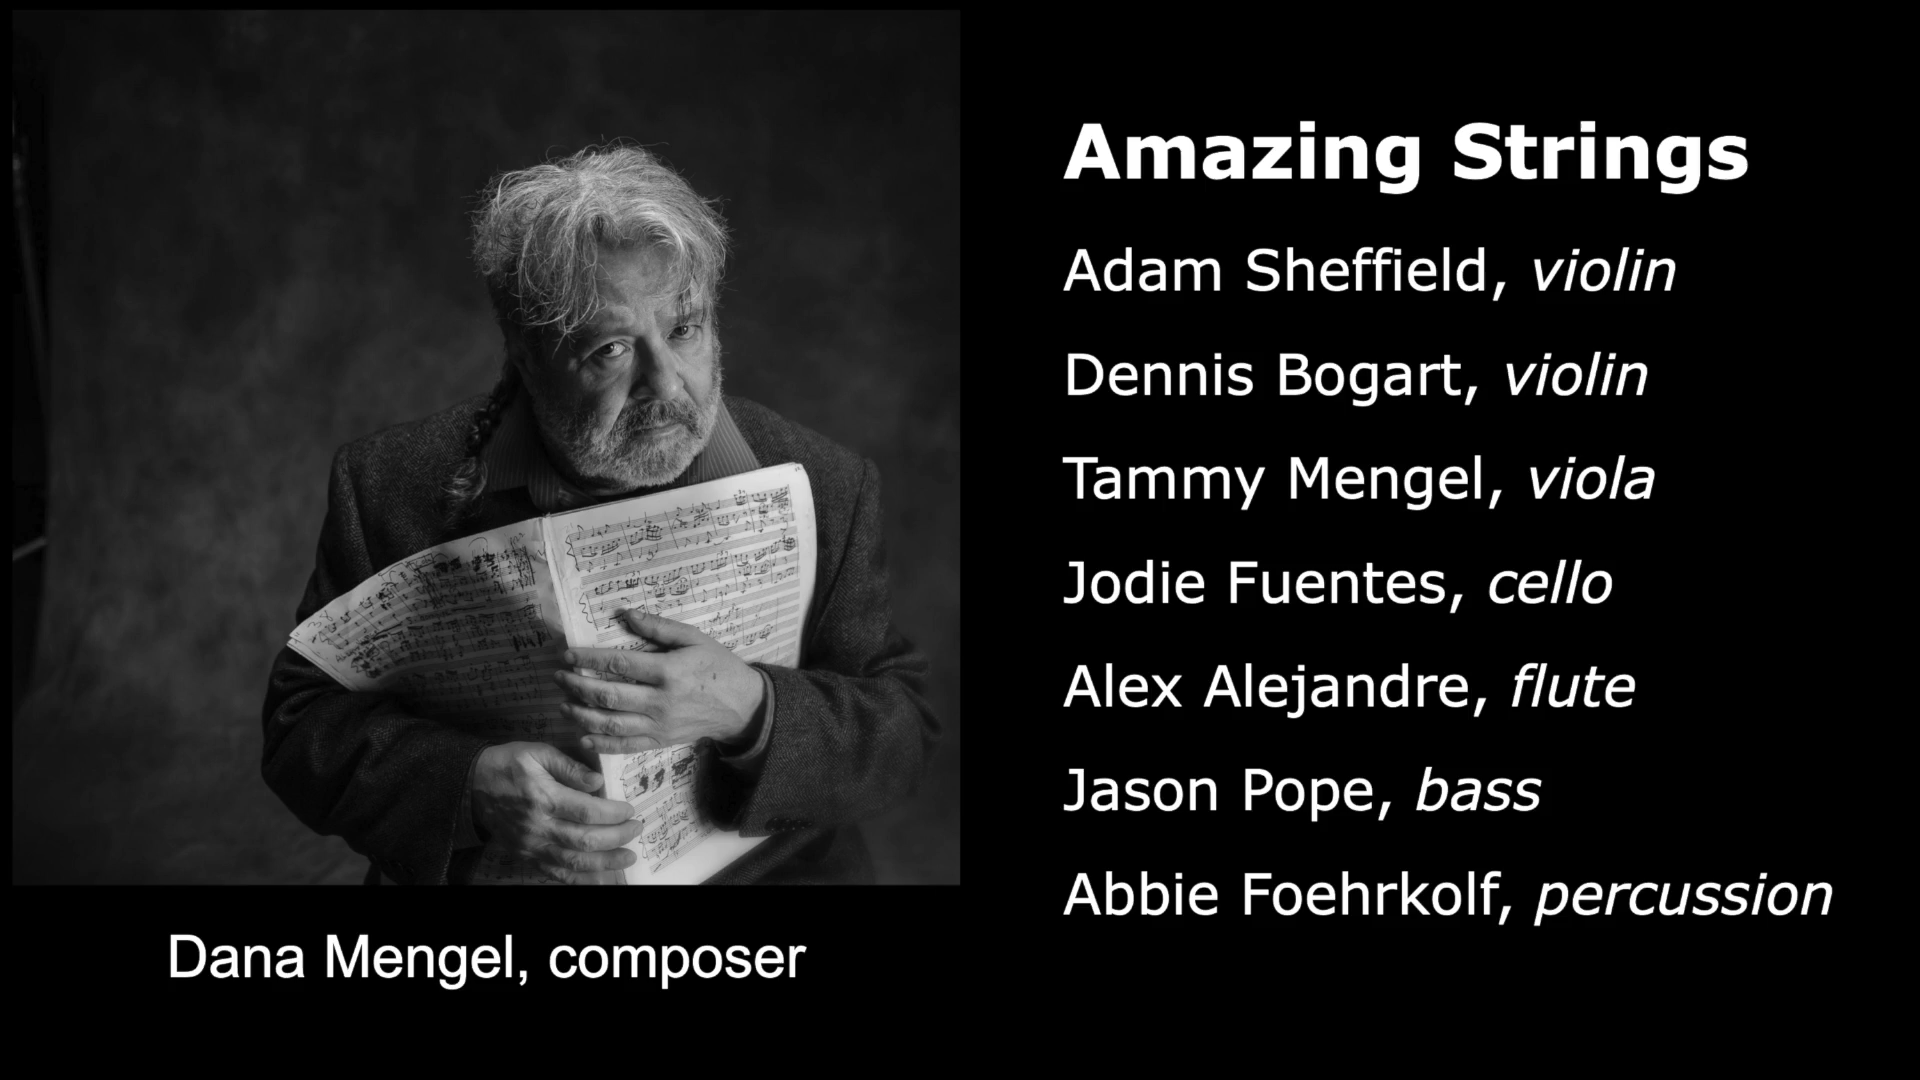 Amazing Strings
Adam Sheffield, violin
Dennis Bogart, violin
Tammy Mengel, viola
Jodie Fuentes, cello
Alex Alejandre, flute
Jason Pope, bass
Abbie Foehrkolf, percussion
Dana Mengel, composer